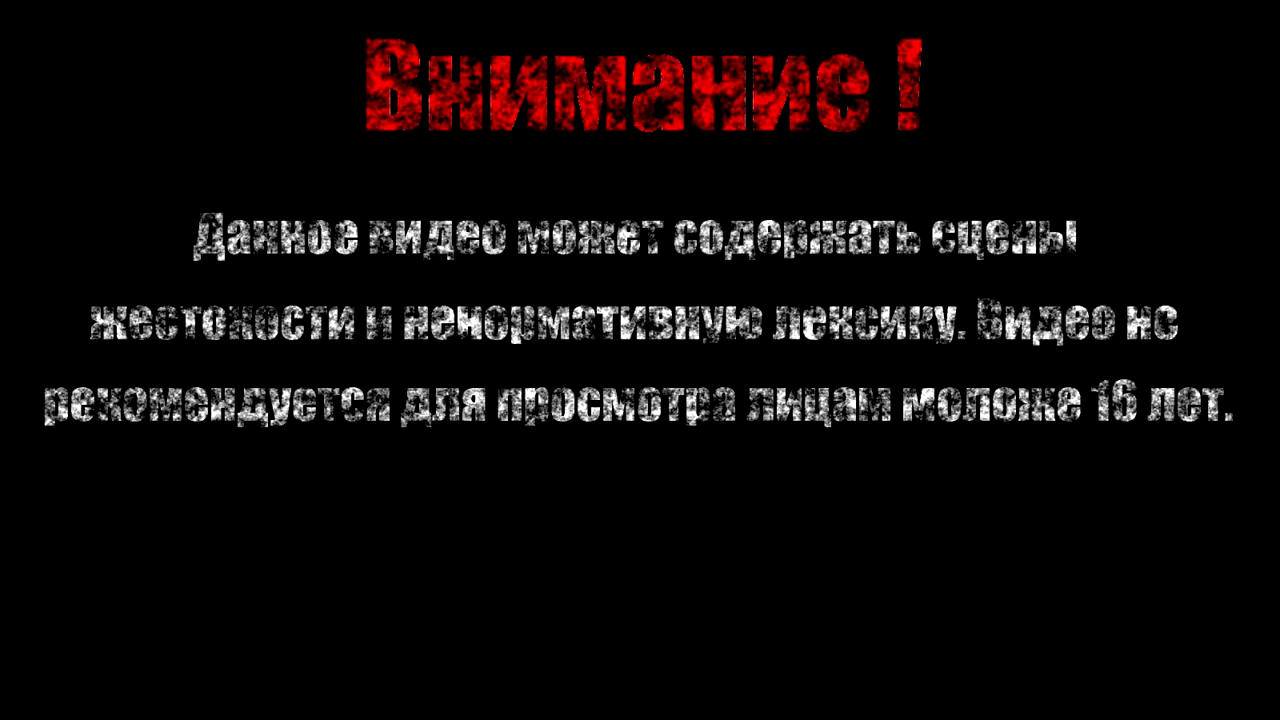 Внимание !
Данное видео может содержать сцены
жестокости и ненормативную лексику. Видео не
рекомендуется для просмотра лицам моложе 16 лет.